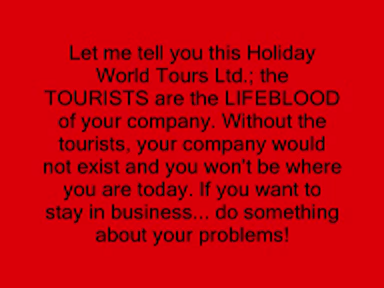 Let me tell you this Holiday
World Tours Ltd.; the
TOURISTS are the LIFEBLOOD
of your company. Without the
tourists, your company would
not exist and you won't be where
you are today. If you want to
stay in business... do something
about your problems!